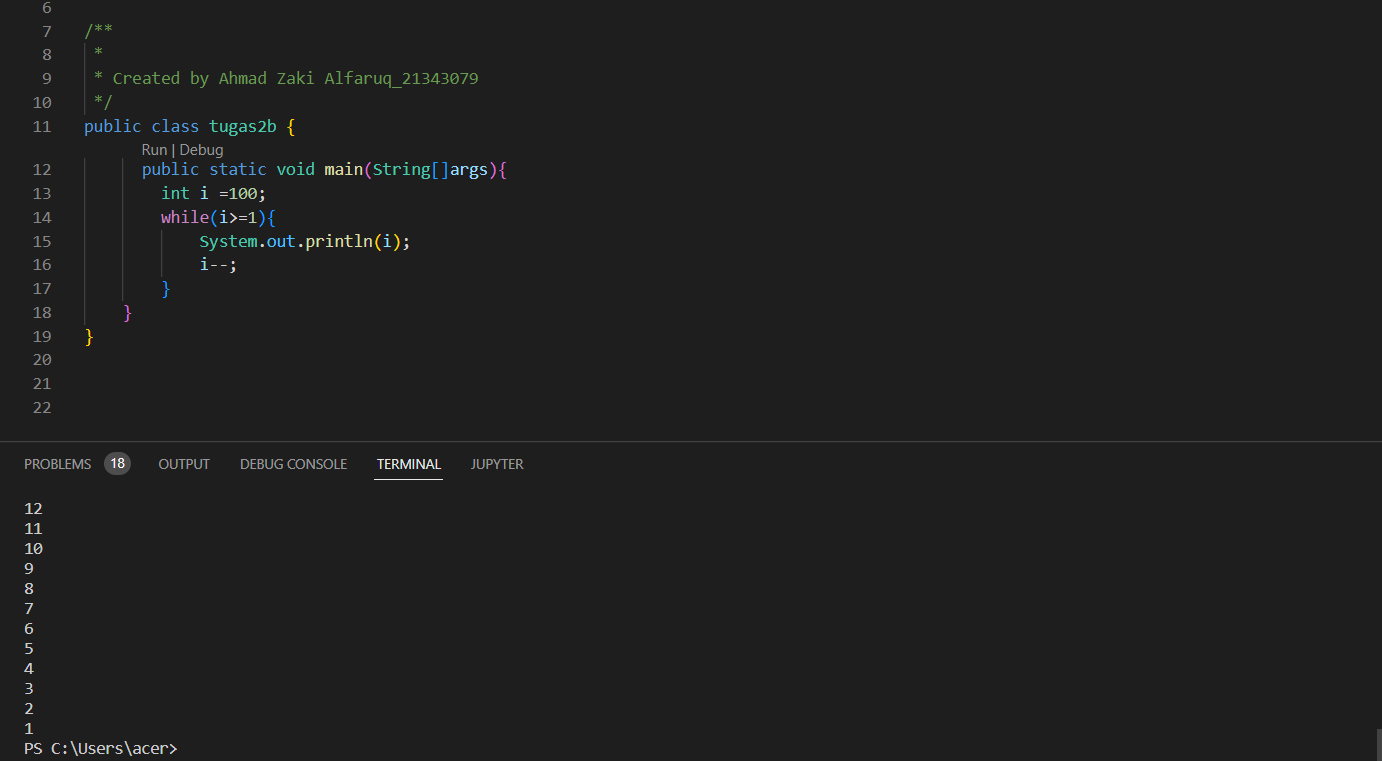 6
7 /**
8 *
9 * Created by Ahmad Zaki Alfaruq_21343079
10 */
11 public class tugas2b {
Run | Debug
12 public static void main(String[]args){
13 int i =100;
14 while(i>=1){
15 System.out.println(i);
16 i--;
17 }
18 }
19 }
20
21
22
PROBLEMS 18 OUTPUT DEBUG CONSOLE TERMINAL JUPYTER
12
11
10
9
8
7
6
5
4
3
2
1
PS C:\Users\acer>